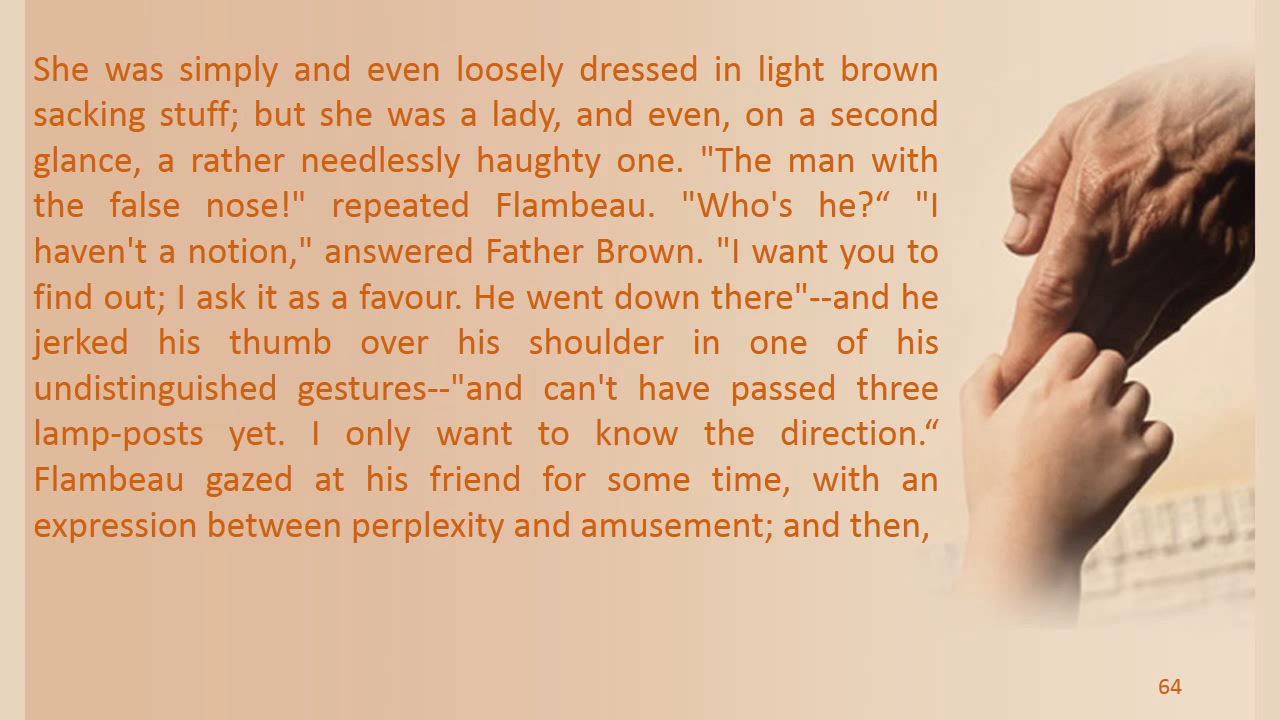 She was simply and even loosely dressed in light brown
sacking stuff; but she was a lady, and even, on a second
glance, a rather needlessly haughty one. "The man with
the false nose!" repeated Flambeau. "Who's he?“ "I
haven't a notion," answered Father Brown. "I want you to
find out; I ask it as a favour. He went down there"--and he
jerked his thumb over his shoulder in one of his
undistinguished gestures--"and can't have passed three
lamp-posts yet. I only want to know the direction.“
Flambeau gazed at his friend for some time, with an
expression between perplexity and amusement; and then,
64